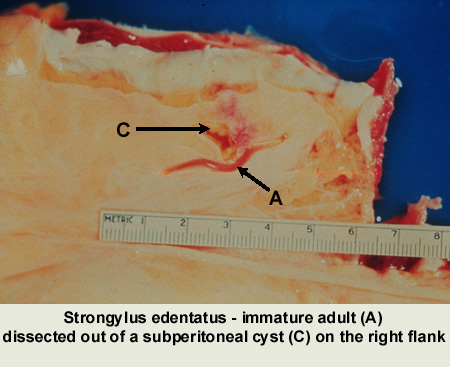 C
A
METRIC 1 2 3 4 5 6 7 8
Strongylus edentatus - immature adult (A)
dissected out of a subperitoneal cyst (C) on the right flank